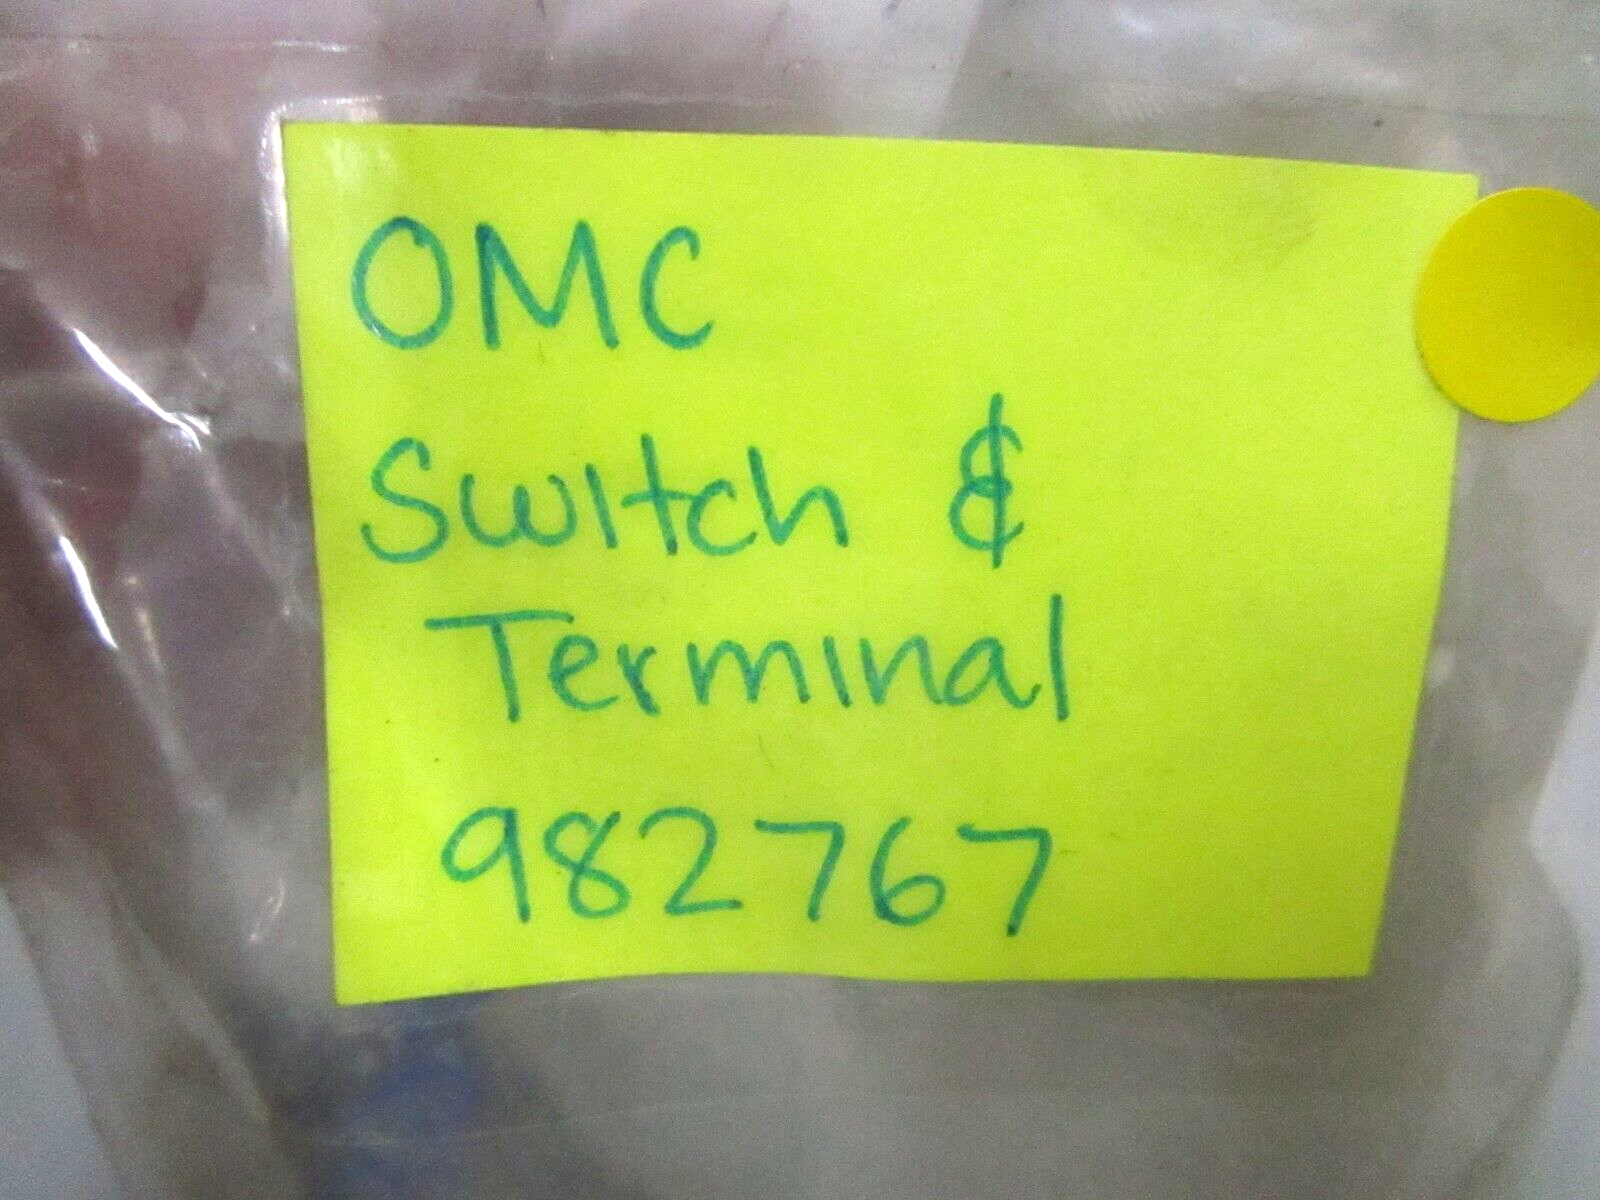 OMC
Switch &
Terminal
982767